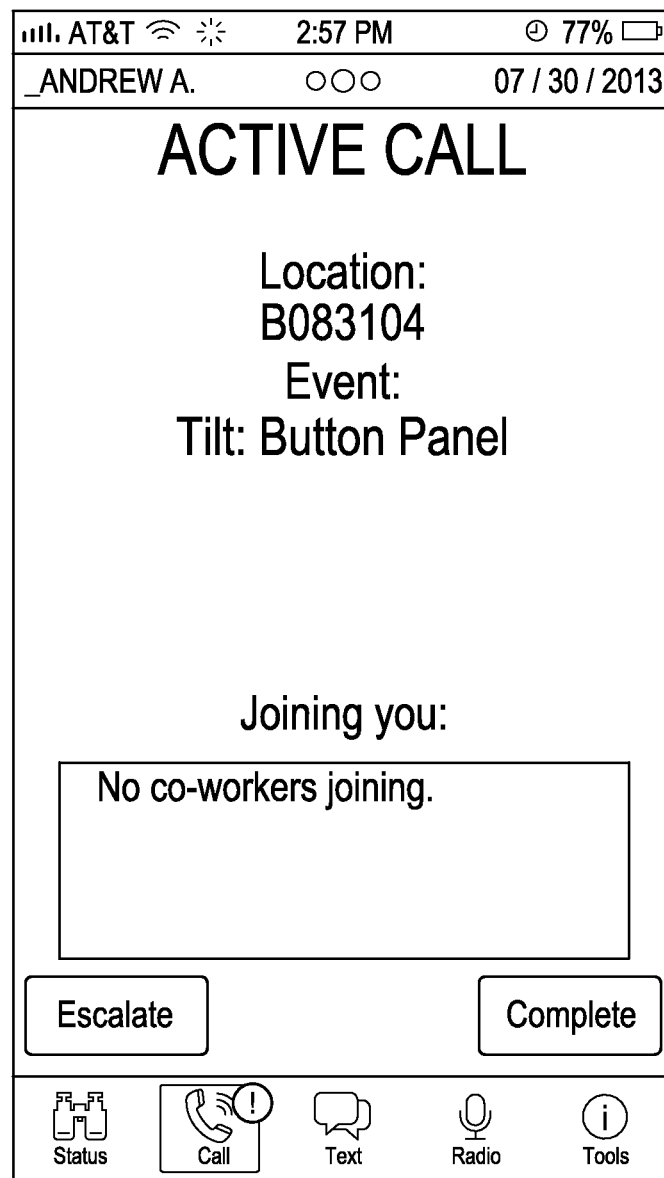 AT&T 2:57 PM 77%
_ANDREW A. 07 / 30 / 2013
ACTIVE CALL
Location:
B083104
Event:
Tilt: Button Panel
Joining you:
No co-workers joining.
Escalate Complete
!
i
Status Call Text Radio Tools